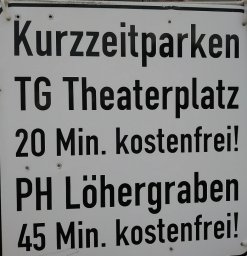 Kurzzeitparken
TG Theaterplatz
20 Min. kostenfrei!
PH Löhergraben
45 Min. kostenfrei!